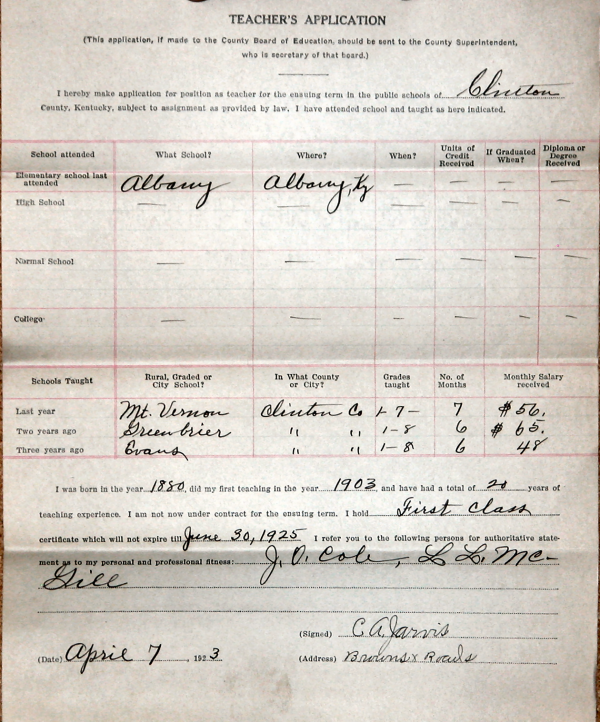 TEACHER'S APPLICATION
(This application, if made to the County Board of Education, should be sent to the County Superintendent,
who is secretary of that board.)
I hereby make application for position as teacher for the ensuing term in the public schools of Clinton
County, Kentucky, subject to assignment as provided by law. I have attended school and taught as here indicated.
School attended What School? Where? When? Units of Credit Received If Graduated When? Diploma or Degree Received
Elementary school last attended Albany Albany, Ky — — — —
High School — — — — — —
Normal School — — — — — —
College — — — — — —
Schools Taught Rural, Graded or City School? In What County or City? Grades taught No. of Months Monthly Salary received
Last year Mt. Vernon Clinton Co 1-7- 7 $56.
Two years ago Greenbrier " " 1-8 6 $65.
Three years ago Evans " " 1-8 6 48
I was born in the year 1880, did my first teaching in the year 1903 and have had a total of 20 years of
teaching experience. I am not now under contract for the ensuing term. I hold First Class
certificate which will not expire till June 30, 1925 I refer you to the following persons for authoritative state-
ment as to my personal and professional fitness: J. O. Cole, L L. Mc-
Gill
(Signed) C. A. Jarvis
(Date) April 7, 1923 (Address) Browns x Roads